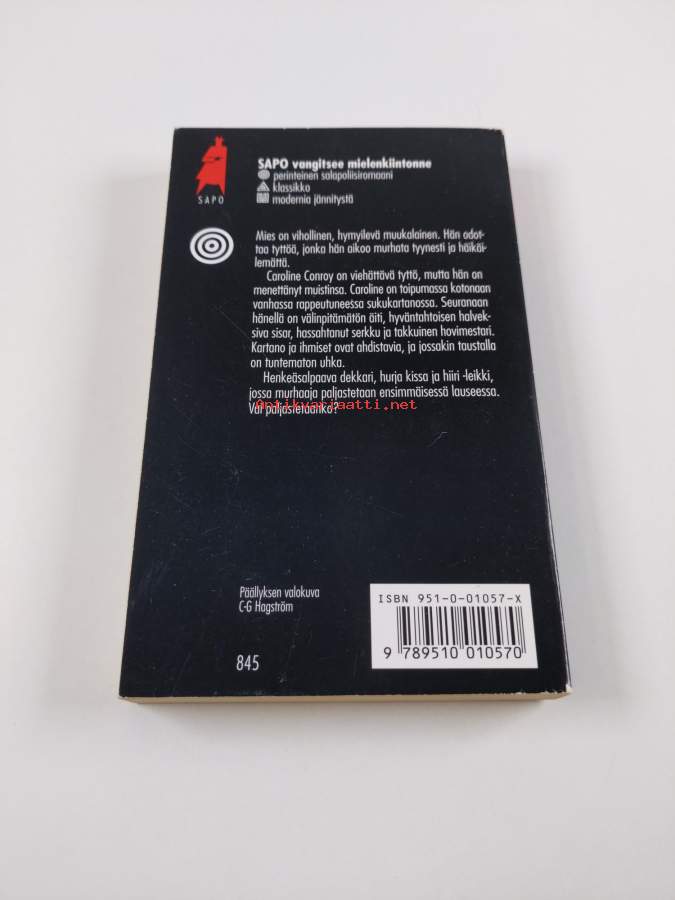 SAPO
SAPO vangitsee mielenkiintonne
perinteinen salapoliisiromaani
klassikko
modernia jännitystä
Mies on vihollinen, hymyilevä muukalainen. Hän odot-
taa tyttöä, jonka hän aikoo murhata tyynesti ja häikäi-
lemättä.
Caroline Conroy on viehättävä tyttö, mutta hän on
menettänyt muistinsa. Caroline on toipumassa kotonaan
vanhassa rappeutuneessa sukukartanossa. Seuranaan
hänellä on välinpitämätön äiti, hyväntahtoisen halvek-
siva sisar, hassahtanut serkku ja takkuinen hovimestari.
Kartano ja ihmiset ovat ahdistavia, ja jossakin taustalla
on tuntematon uhka.
Henkeäsalpaava dekkari, hurja kissa ja hiiri -leikki,
jossa murhaaja paljastetaan ensimmäisessä lauseessa.
Vai paljastetaanko?
Antikvariaatti.net
Päällyksen valokuva
C-G Hagström
845
ISBN 951-0-01057-X
9 789510 010570